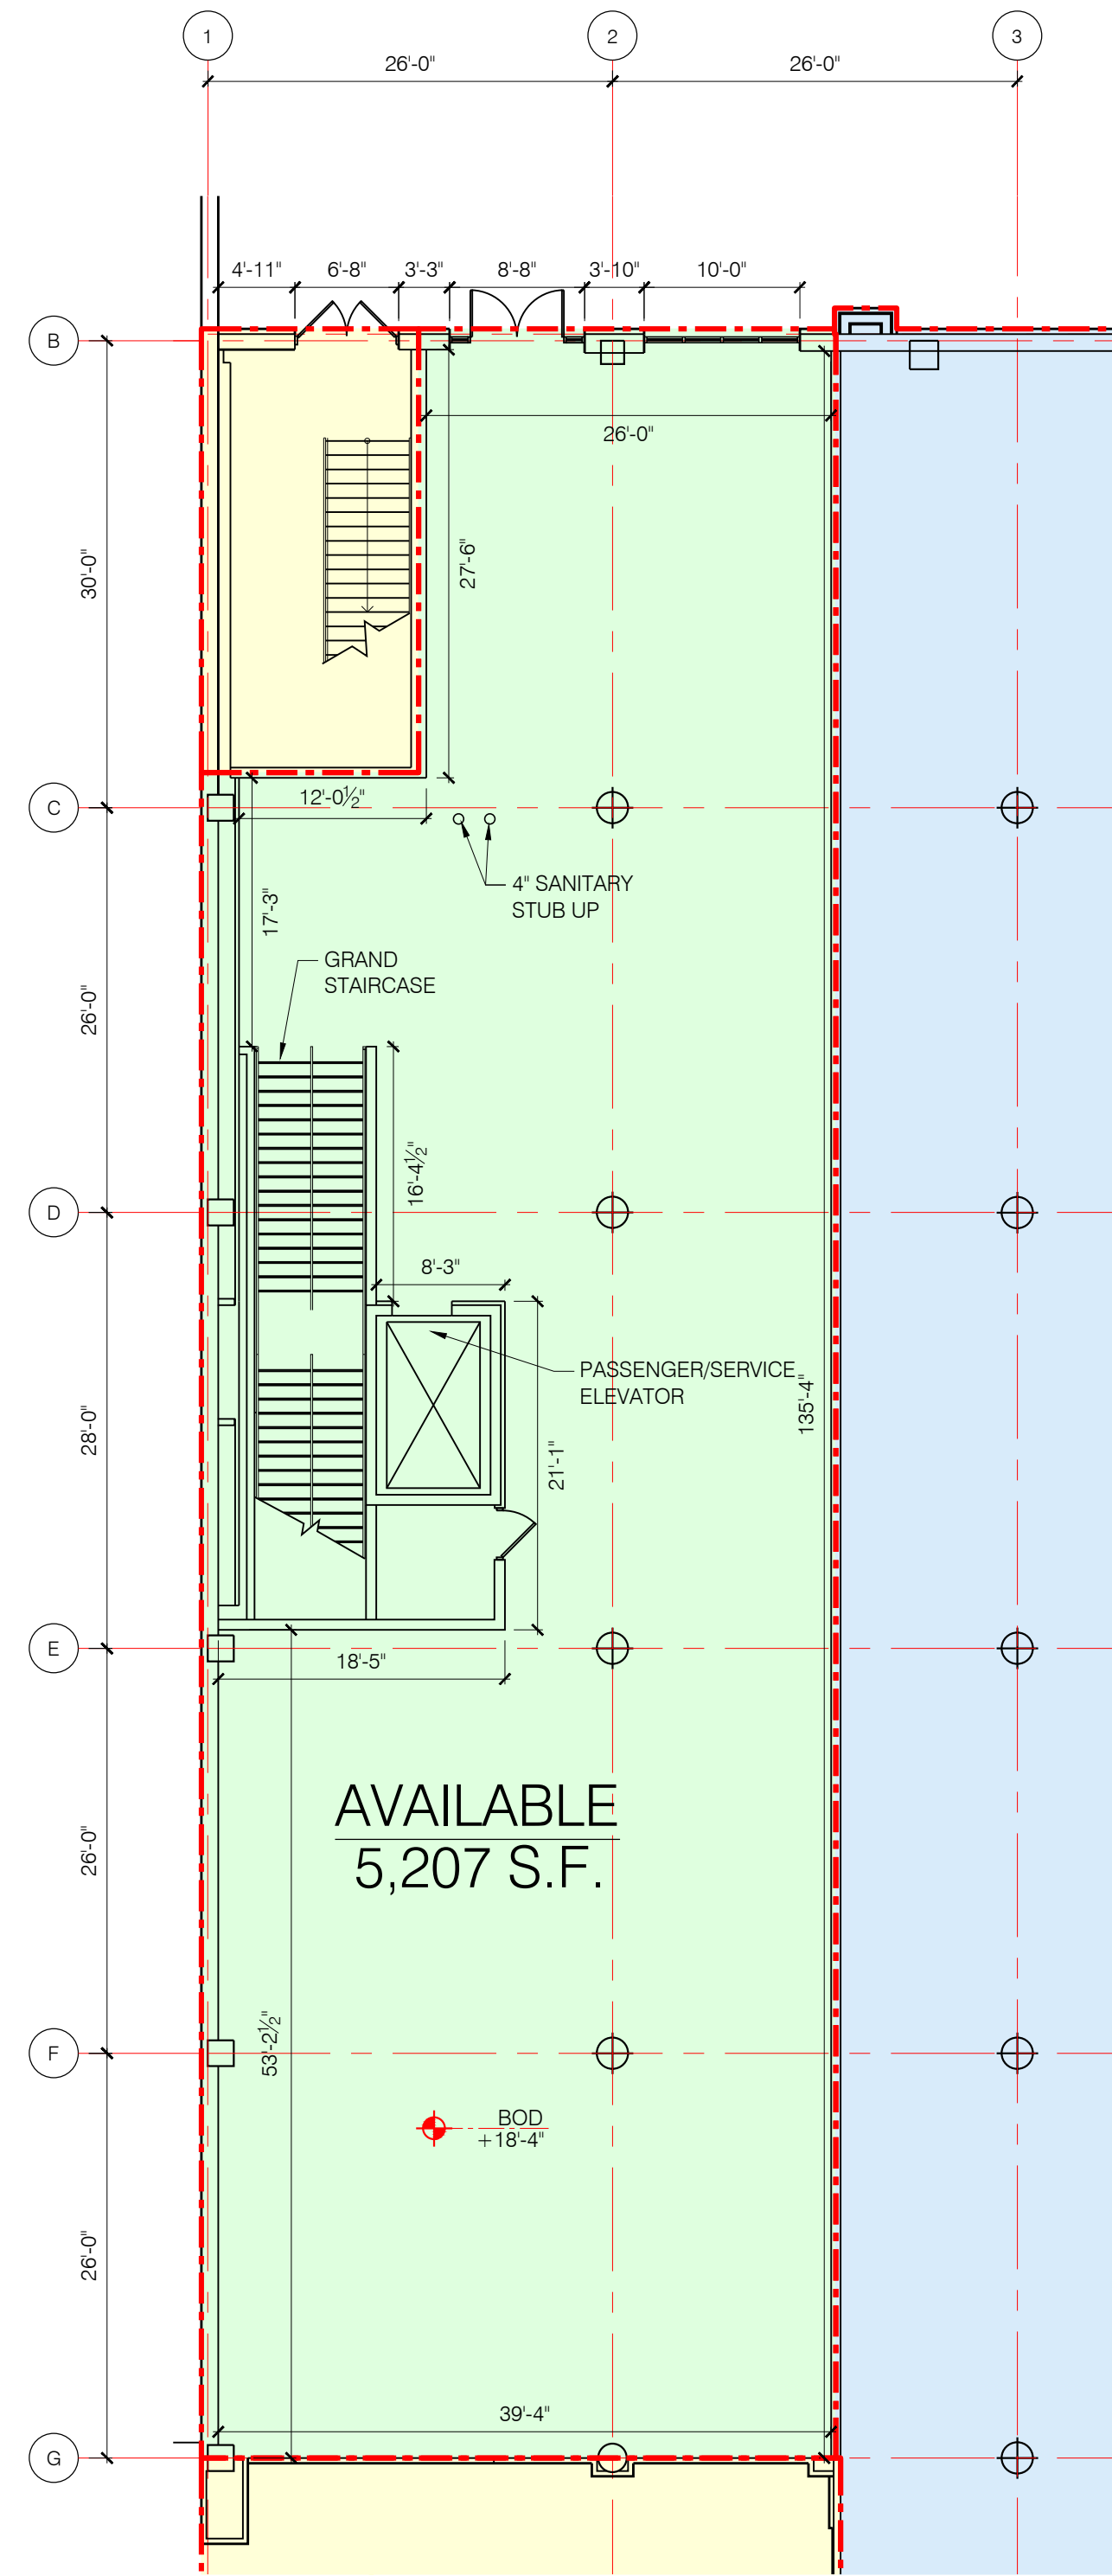 1
2
3
26'-0"
26'-0"
4'-11"
6'-8"
3'-3"
8'-8"
3'-10"
10'-0"
B
26'-0"
30'-0"
27'-6"
C
12'-0½"
4" SANITARY
STUB UP
17'-3"
GRAND
STAIRCASE
26'-0"
16'-4½"
D
8'-3"
PASSENGER/SERVICE
ELEVATOR
135'-4"
28'-0"
21'-1"
E
18'-5"
AVAILABLE
5,207 S.F.
26'-0"
53'-2½"
F
BOD
+18'-4"
26'-0"
39'-4"
G